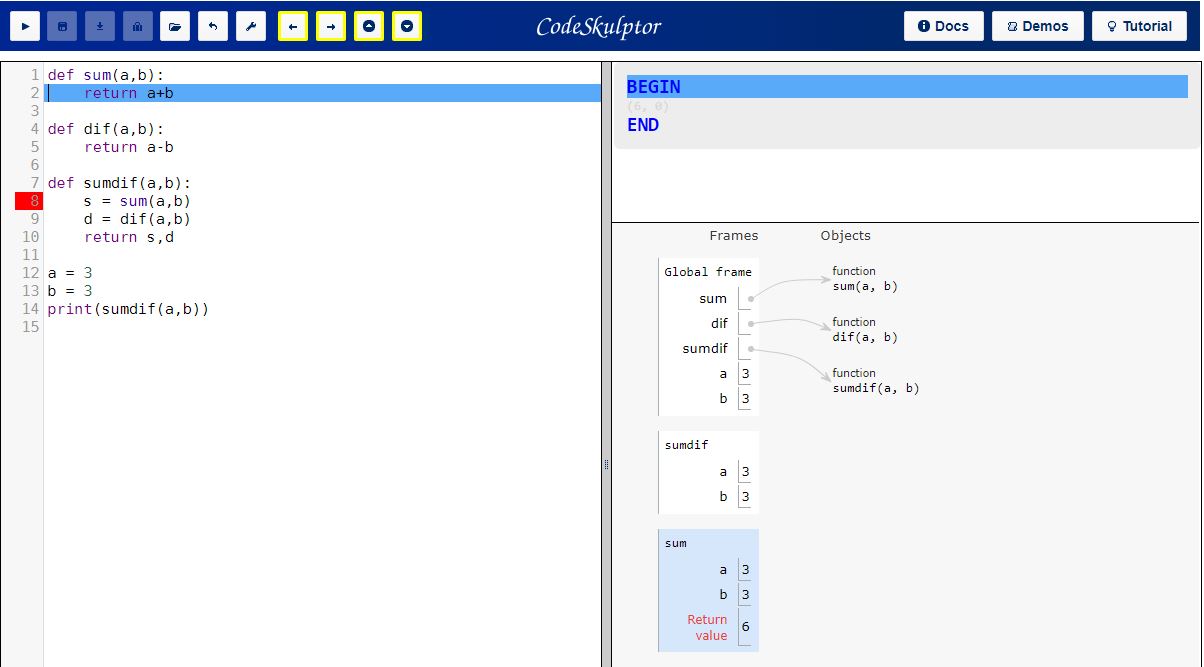 CodeSkulptor
Docs
Demos
Tutorial
1 def sum(a,b):
2     return a+b
3
4 def dif(a,b):
5     return a-b
6
7 def sumdif(a,b):
8     s = sum(a,b)
9     d = dif(a,b)
10     return s,d
11
12 a = 3
13 b = 3
14 print(sumdif(a,b))
15
BEGIN
(6, 0)
END
Frames
Objects
Global frame
sum
dif
sumdif
a 3
b 3
function
sum(a, b)
function
dif(a, b)
function
sumdif(a, b)
sumdif
a 3
b 3
sum
a 3
b 3
Return
value 6